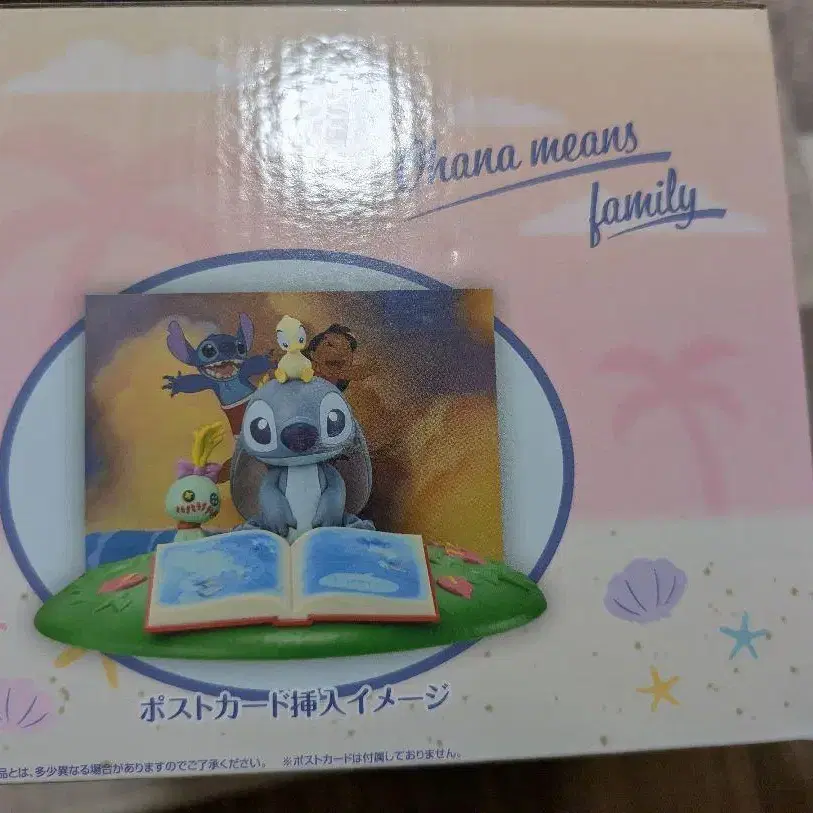 Ohana means
family
ポストカード挿入イメージ
品とは、多少異なる場合がありますのでご了承ください。 ※ポストカードは付属しておりません。